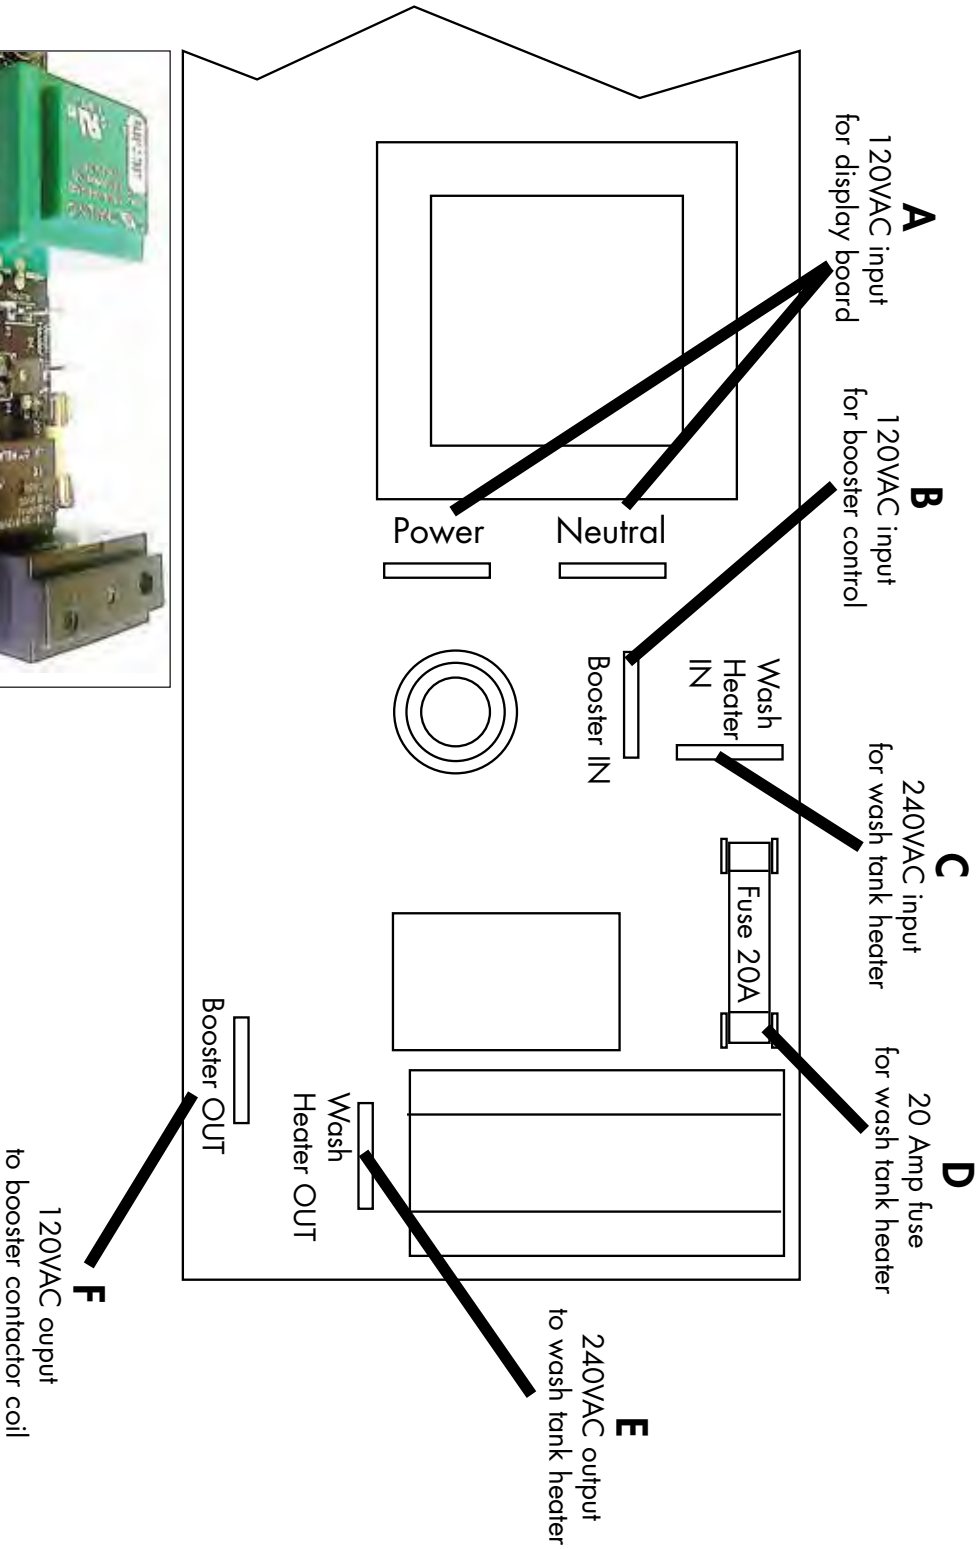 A
120VAC input
for display board
B
120VAC input
for booster control
C
240VAC input
for wash tank heater
D
20 Amp fuse
for wash tank heater
Power
Neutral
Booster IN
Wash
Heater
IN
Fuse 20A
Booster OUT
Wash
Heater OUT
E
240VAC output
to wash tank heater
F
120VAC ouput
to booster contactor coil